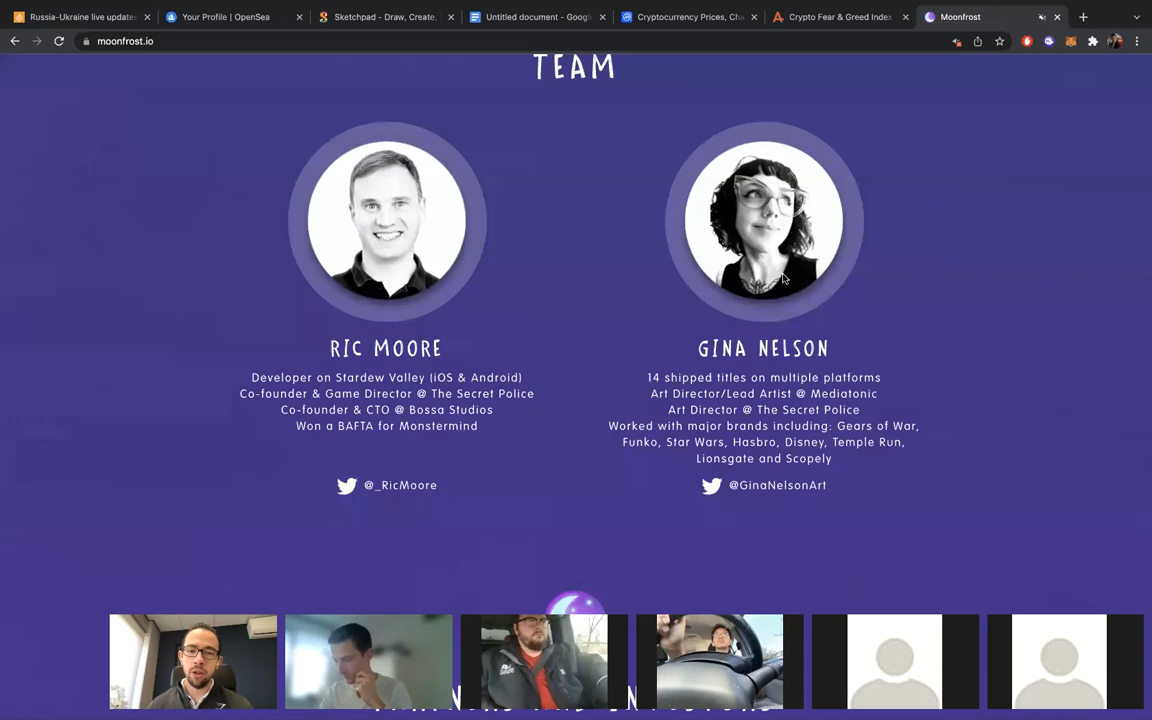 Russia-Ukraine live update
Your Profile | OpenSea
Sketchpad - Draw, Create,
Untitled document - Googl
Cryptocurrency Prices, Cha
Crypto Fear & Greed Index
Moonfrost
moonfrost.io
TEAM
RIC MOORE
Developer on Stardew Valley (iOS & Android)
Co-founder & Game Director @ The Secret Police
Co-founder & CTO @ Bossa Studios
Won a BAFTA for Monstermind
@_RicMoore
GINA NELSON
14 shipped titles on multiple platforms
Art Director/Lead Artist @ Mediatonic
Art Director @ The Secret Police
Worked with major brands including: Gears of War,
Funko, Star Wars, Hasbro, Disney, Temple Run,
Lionsgate and Scopely
@GinaNelsonArt